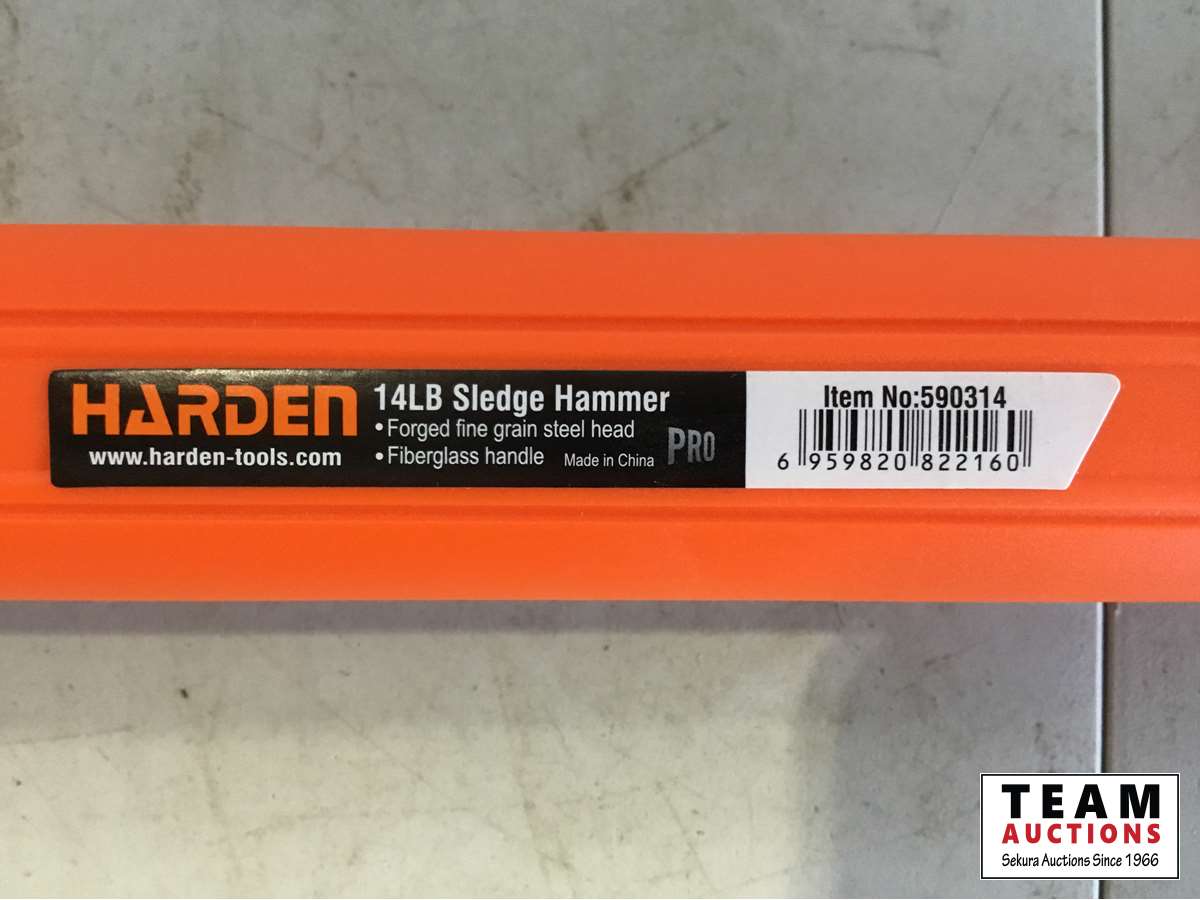 HARDEN
www.harden-tools.com
14LB Sledge Hammer
•Forged fine grain steel head
•Fiberglass handle Made in China
PRO
Item No:590314
6 959820 822160
TEAM
AUCTIONS
Sekura Auctions Since 1966